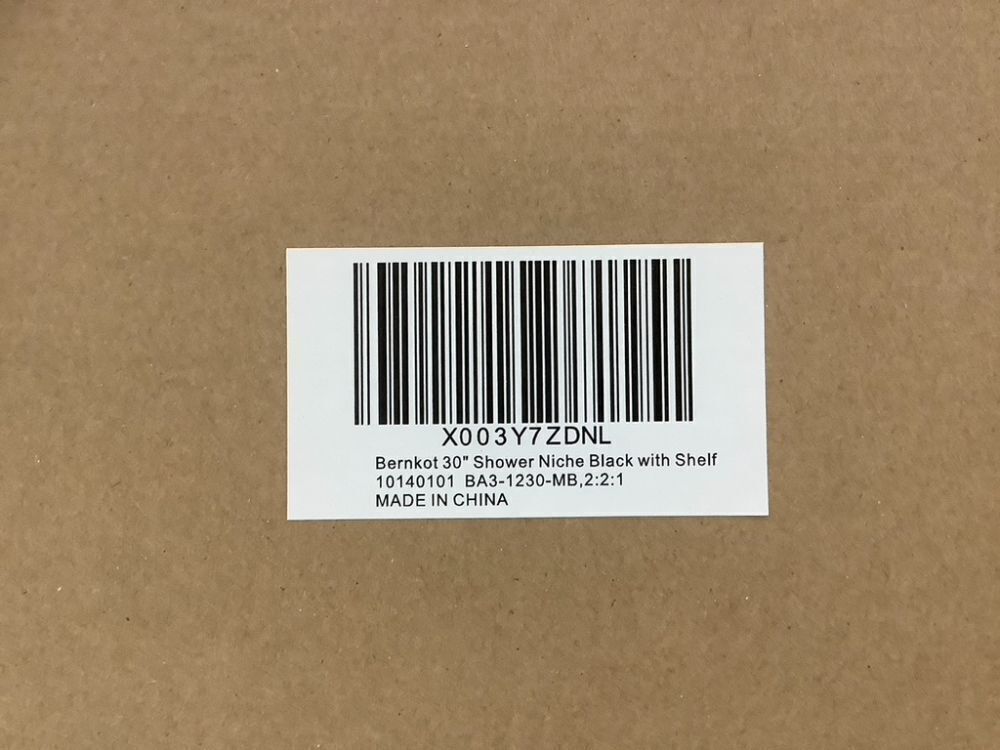 X003Y7ZDNL
Bernkot 30" Shower Niche Black with Shelf
10140101 BA3-1230-MB,2:2:1
MADE IN CHINA